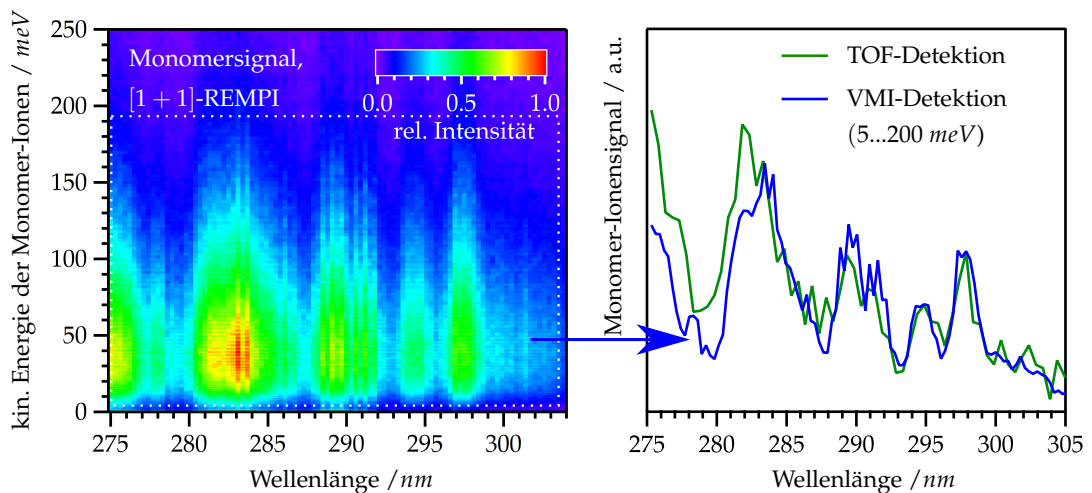 kin. Energie der Monomer-Ionen / meV
250
200
150
100
50
0
Monomersignal,
[1 + 1]-REMPI
0.0 0.5 1.0
rel. Intensität
275 280 285 290 295 300
Wellenlänge /nm
Monomer-Ionensignal / a.u.
TOF-Detektion
VMI-Detektion
(5...200 meV)
275 280 285 290 295 300 305
Wellenlänge /nm